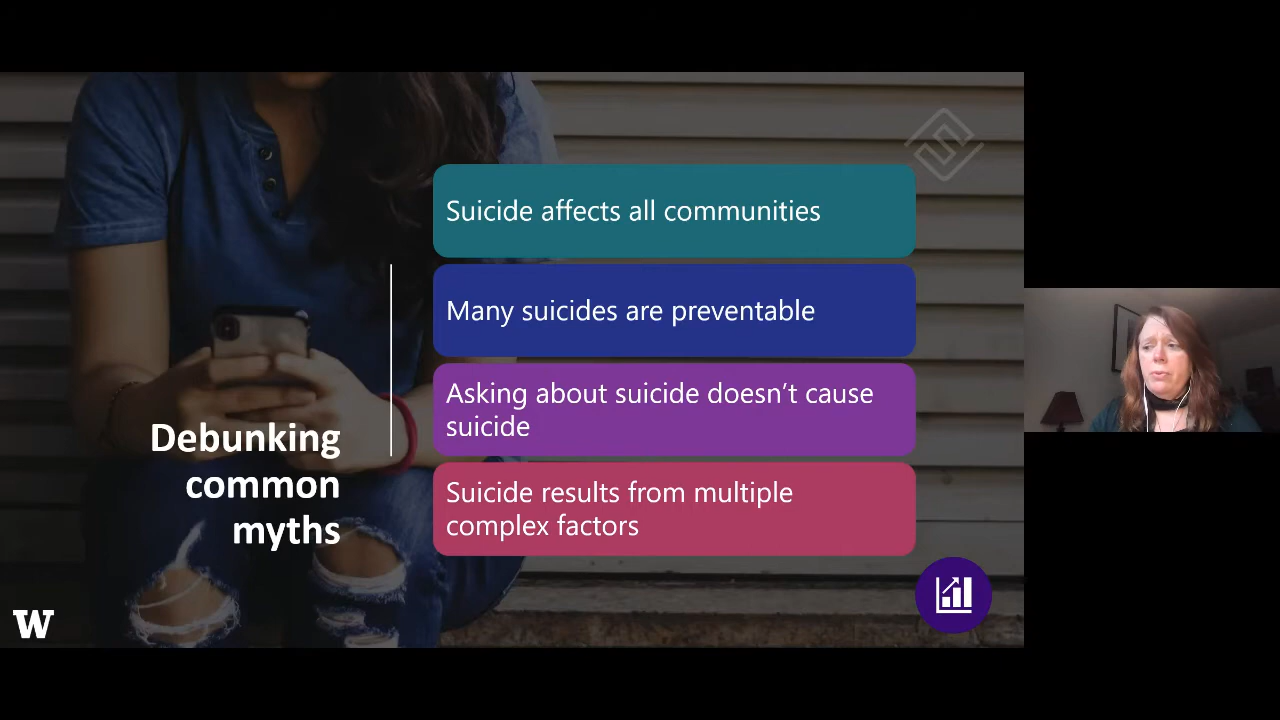 Suicide affects all communities
Many suicides are preventable
Asking about suicide doesn't cause
suicide
Suicide results from multiple
complex factors
Debunking
common
myths
W